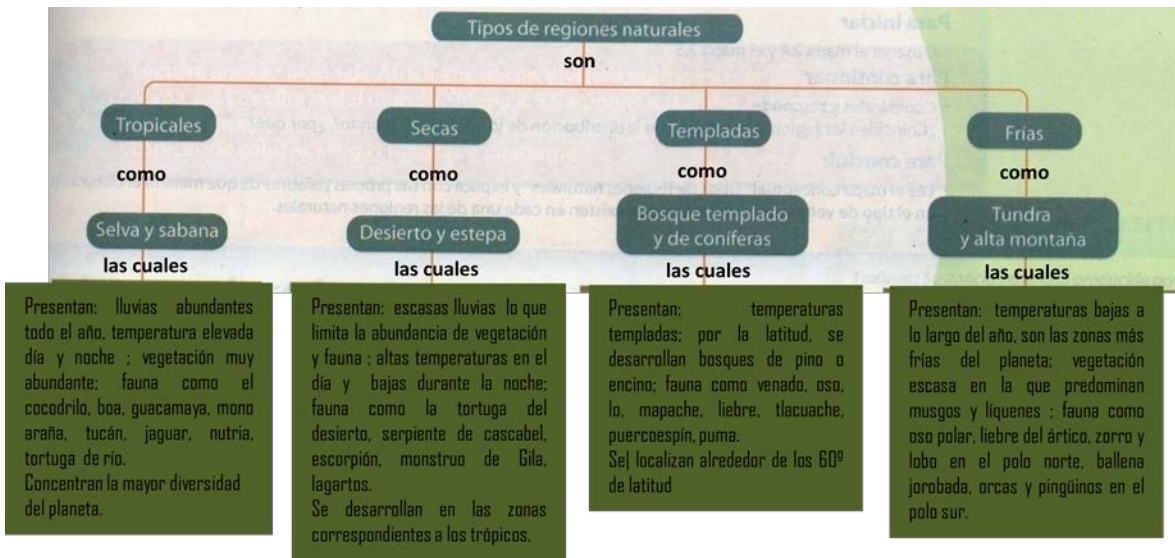 Tipos de regiones naturales
son
Tropicales
Secas
Templadas
Frías
como
como
como
como
Selva y sabana
Desierto y estepa
Bosque templado
y de coníferas
Tundra
y alta montaña
las cuales
las cuales
las cuales
las cuales
Presentan: lluvias abundantes
todo el año, temperatura elevada
día y noche ; vegetación muy
abundante; fauna como el
cocodrilo, boa, guacamaya, mono
araña, tucán, jaguar, nutria,
tortuga de río.
Concentran la mayor diversidad
del planeta.
Presentan: escasas lluvias lo que
limita la abundancia de vegetación
y fauna ; altas temperaturas en el
día y bajas durante la noche;
fauna como la tortuga del
desierto, serpiente de cascabel,
escorpión, monstruo de Gila,
lagartos.
Se desarrollan en las zonas
correspondientes a los trópicos.
Presentan: temperaturas
templadas; por la latitud, se
desarrollan bosques de pino o
encino; fauna como venado, oso,
lo, mapache, liebre, tlacuache,
puercoespín, puma.
Se| localizan alrededor de los 60º
de latitud
Presentan: temperaturas bajas a
lo largo del año, son las zonas más
frías del planeta; vegetación
escasa en la que predominan
musgos y líquenes ; fauna como
oso polar, liebre del ártico, zorro y
lobo en el polo norte, ballena
jorobada, orcas y pingüinos en el
polo sur.